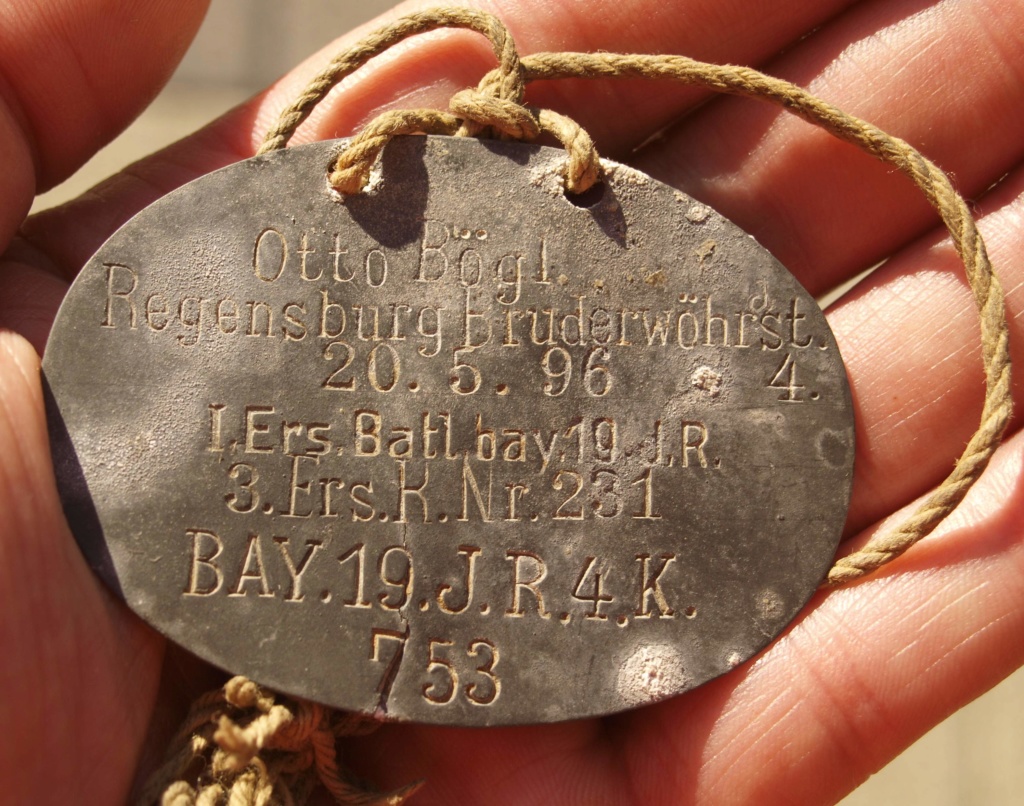 Otto Bögl.
Regensburg Bruderwöhrst.
20. 5. 96 4.
I.Ers.Batl.bay.19.J.R.
3.Ers.K.Nr.231
BAY.19.J.R.4.K.
753